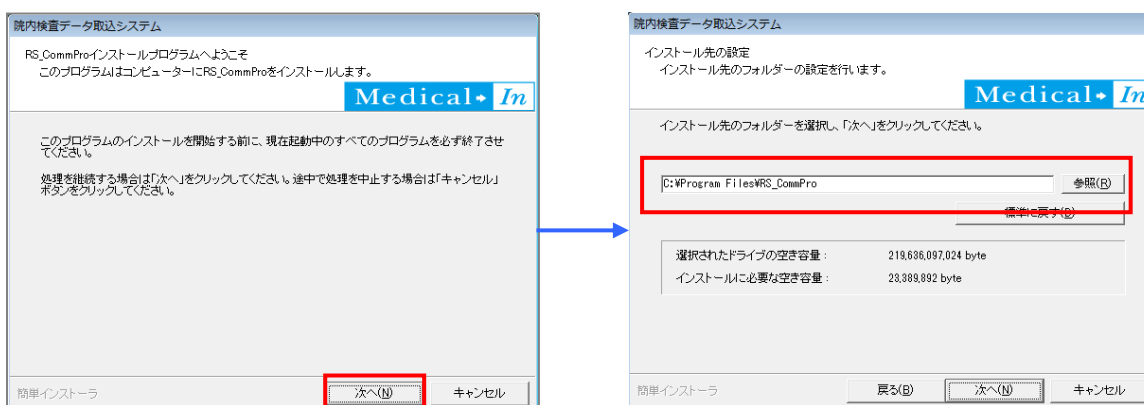 院内検査データ取込システム
RS_CommProインストールプログラムへようこそ
このプログラムはコンピューターにRS_CommProをインストールします。
Medical In
このプログラムのインストールを開始する前に、現在起動中のすべてのプログラムを必ず終了させ
てください。
処理を継続する場合は「次へ」をクリックしてください。途中で処理を中止する場合は「キャンセル」
ボタンをクリックしてください。
簡単インストーラ
次へ(N)
キャンセル
院内検査データ取込システム
インストール先の設定
インストール先のフォルダーの設定を行います。
Medical In
インストール先のフォルダーを選択し、「次へ」をクリックしてください。
C:¥Program Files¥RS_CommPro
参照(R)
標準に戻す(D)
選択されたドライブの空き容量: 219,636,097,024 byte
インストールに必要な空き容量: 23,389,892 byte
簡単インストーラ
戻る(B)
次へ(N)
キャンセル